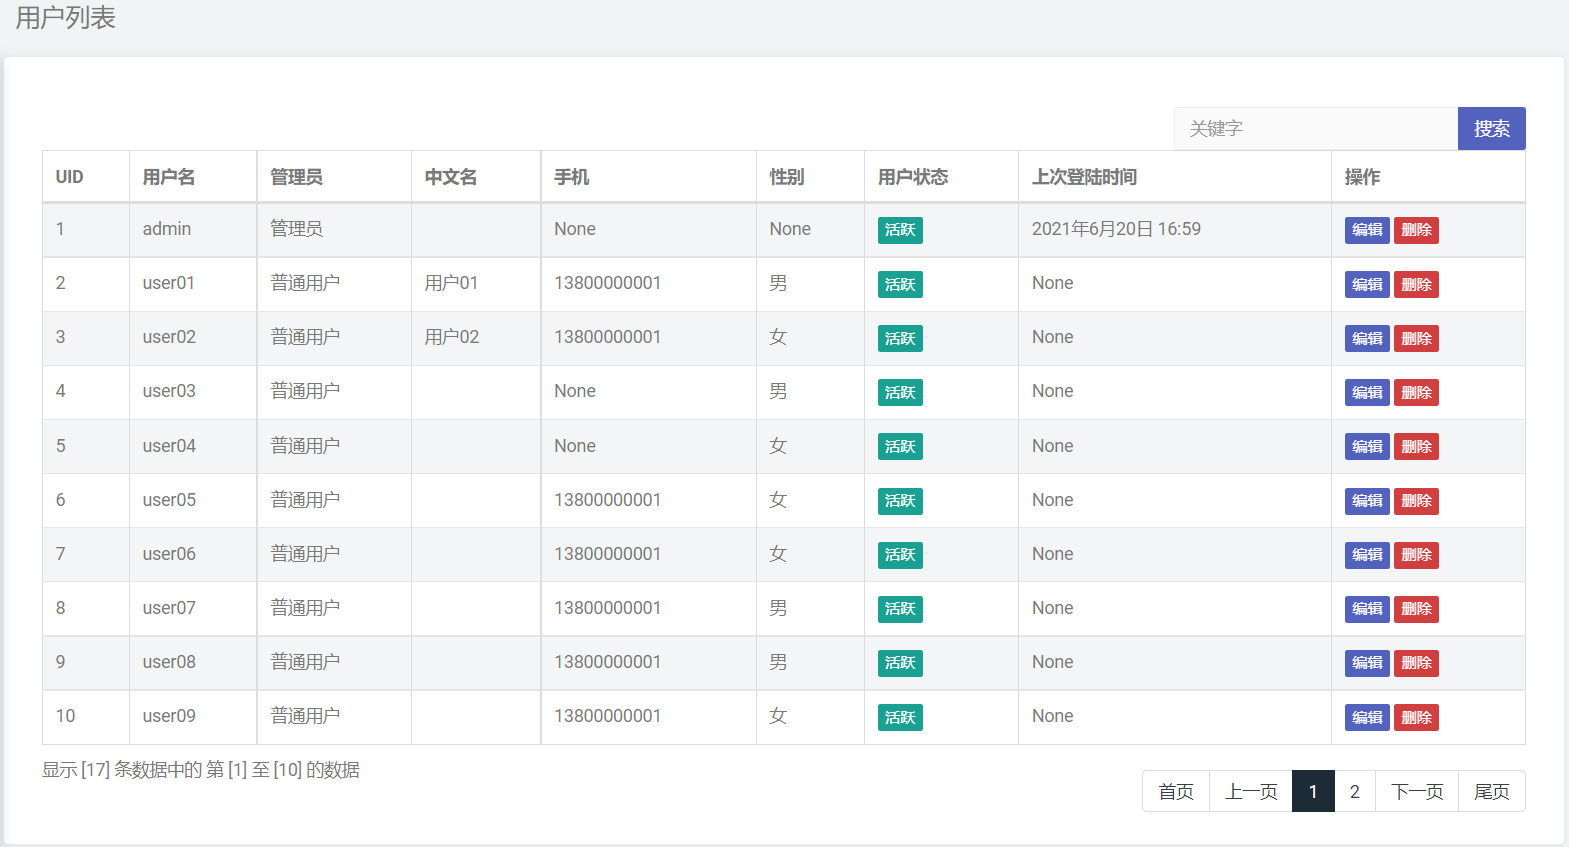 用户列表
关键字 搜索
UID 用户名 管理员 中文名 手机 性别 用户状态 上次登陆时间 操作
1 admin 管理员 None None 活跃 2021年6月20日 16:59 编辑 删除
2 user01 普通用户 用户01 13800000001 男 活跃 None 编辑 删除
3 user02 普通用户 用户02 13800000001 女 活跃 None 编辑 删除
4 user03 普通用户 None 男 活跃 None 编辑 删除
5 user04 普通用户 None 女 活跃 None 编辑 删除
6 user05 普通用户 13800000001 女 活跃 None 编辑 删除
7 user06 普通用户 13800000001 女 活跃 None 编辑 删除
8 user07 普通用户 13800000001 男 活跃 None 编辑 删除
9 user08 普通用户 13800000001 男 活跃 None 编辑 删除
10 user09 普通用户 13800000001 女 活跃 None 编辑 删除
显示 [17] 条数据中的 第 [1] 至 [10] 的数据
首页 上一页 1 2 下一页 尾页